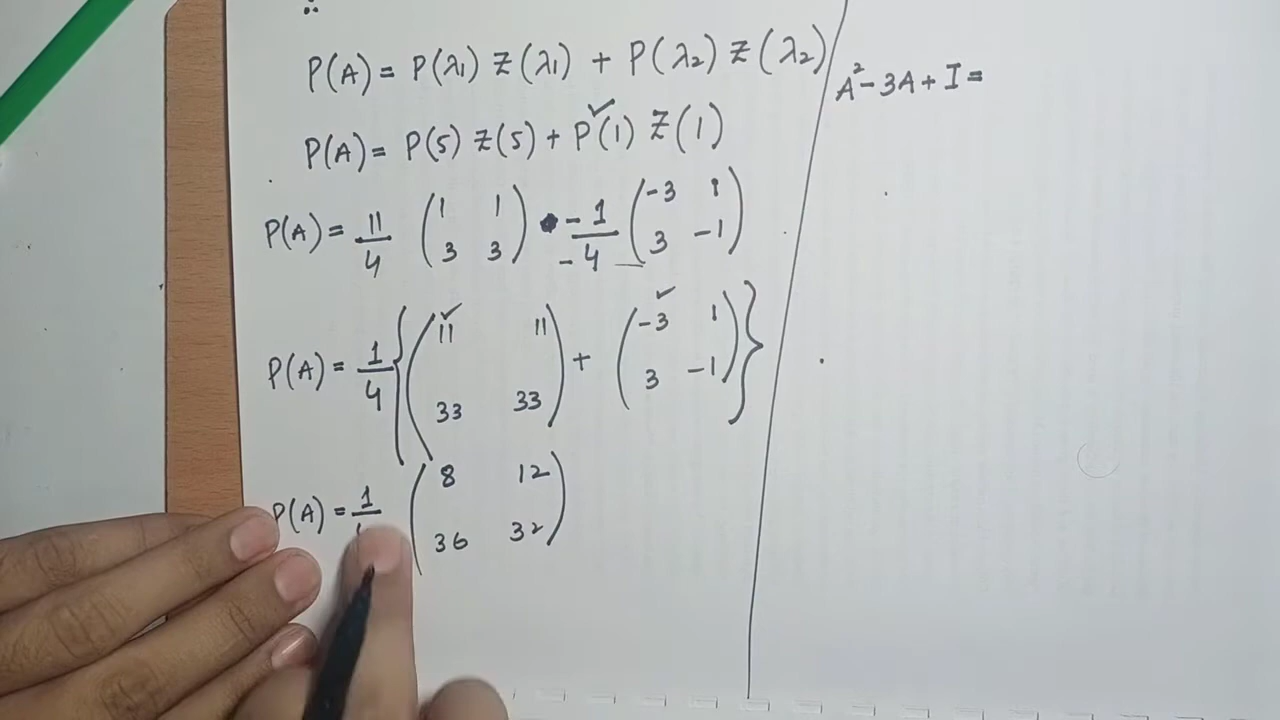 ∴
P(A) = P(λ₁) Z(λ₁) + P(λ₂) Z(λ₂)
P(A) = P(5) Z(5) + P(1) Z(1)
P(A) = 11/4 (1 1
3 3) - 1/-4 (-3 1
3 -1)
P(A) = 1/4 { (11 11
33 33) + (-3 1
3 -1) }
P(A) = 1/ (8 12
36 32)
A² - 3A + I =